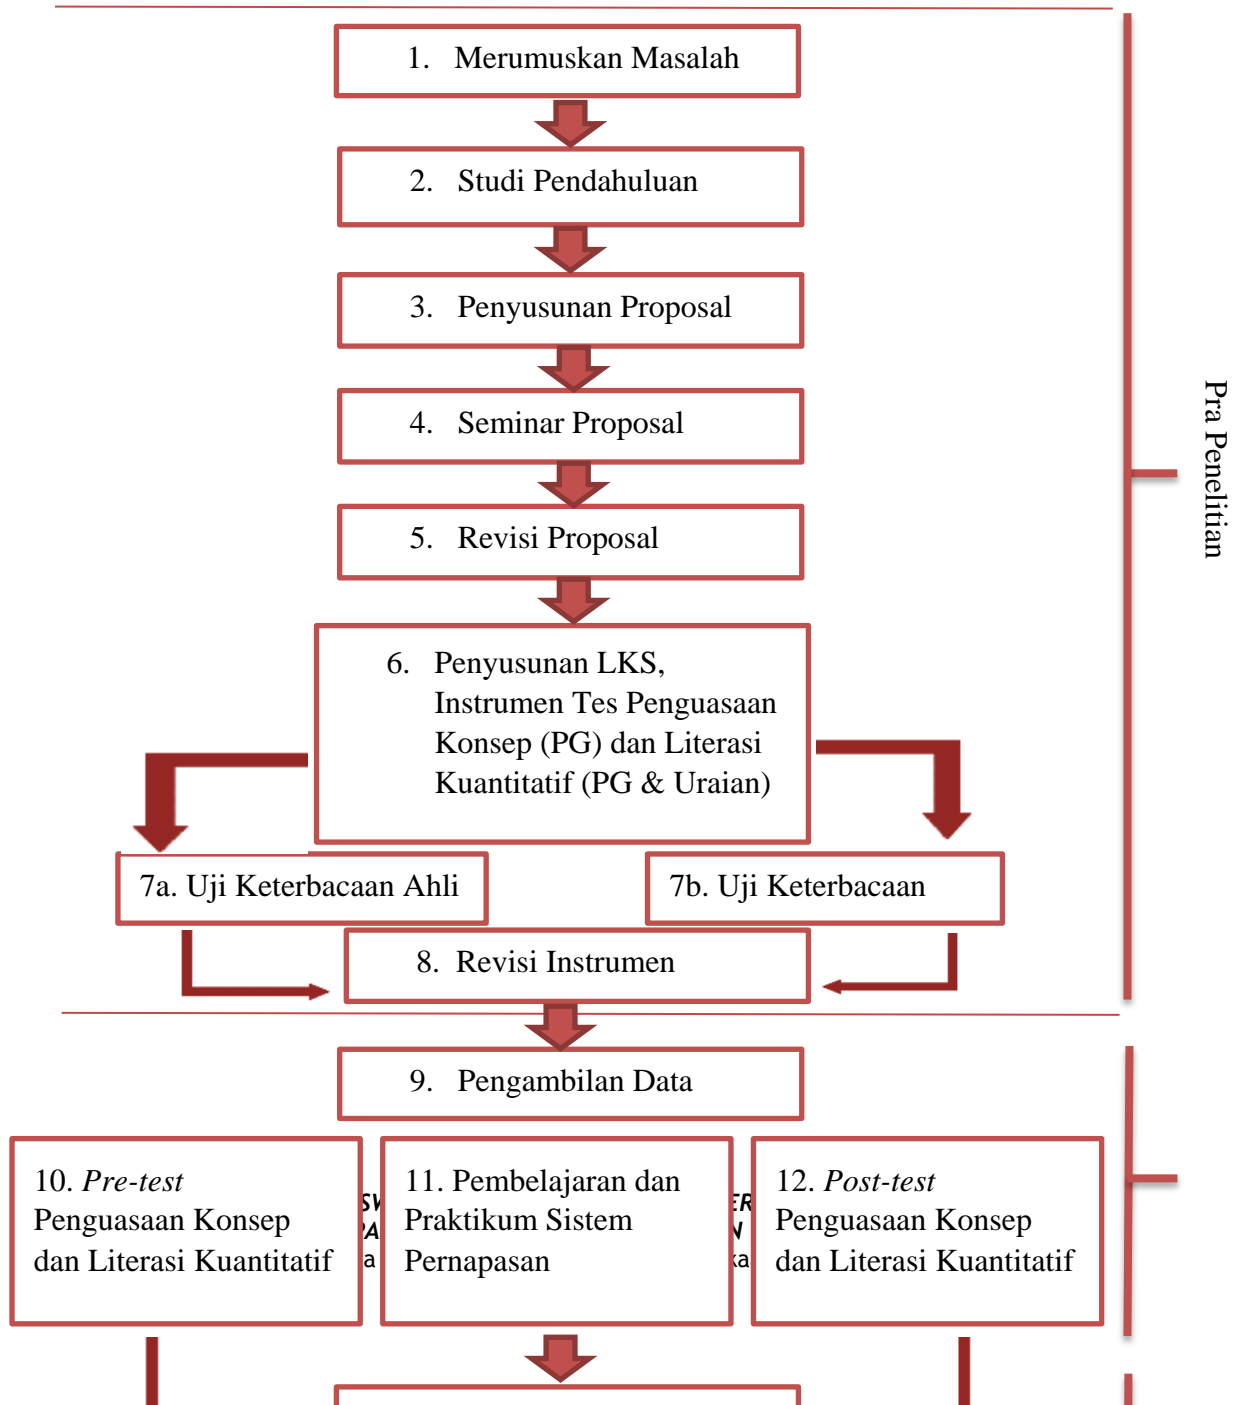 1. Merumuskan Masalah
2. Studi Pendahuluan
3. Penyusunan Proposal
4. Seminar Proposal
5. Revisi Proposal
6. Penyusunan LKS,
Instrumen Tes Penguasaan
Konsep (PG) dan Literasi
Kuantitatif (PG & Uraian)
7a. Uji Keterbacaan Ahli
7b. Uji Keterbacaan
8. Revisi Instrumen
Pra Penelitian
9. Pengambilan Data
10. Pre-test
Penguasaan Konsep
dan Literasi Kuantitatif
11. Pembelajaran dan
Praktikum Sistem
Pernapasan
12. Post-test
Penguasaan Konsep
dan Literasi Kuantitatif